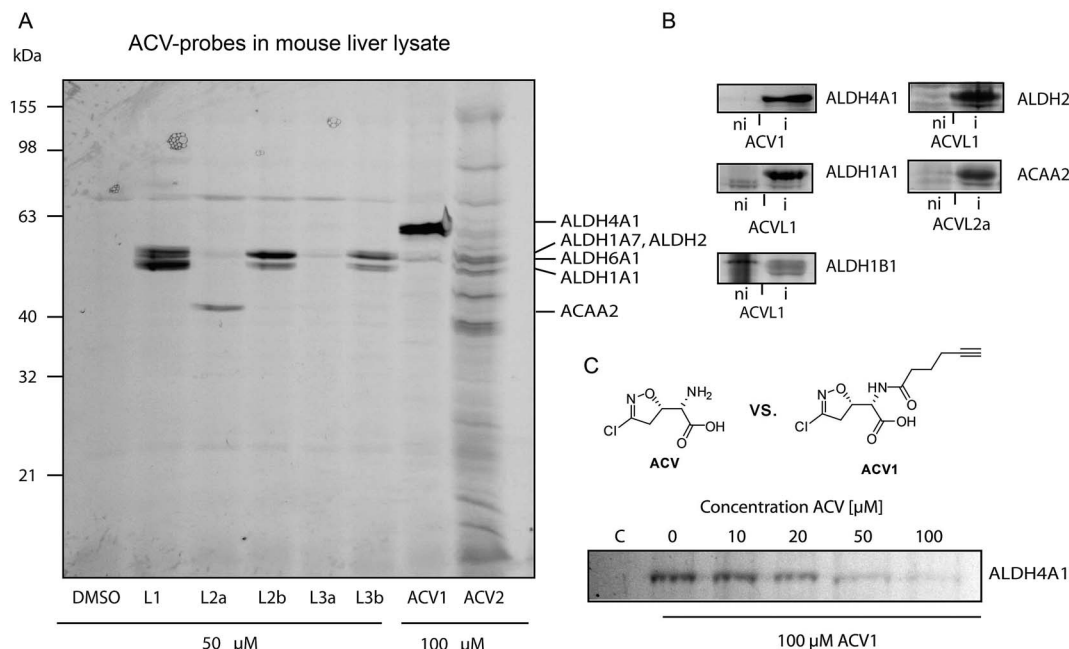 A
ACV-probes in mouse liver lysate
kDa
155
98
63
40
32
21
ALDH4A1
ALDH1A7, ALDH2
ALDH6A1
ALDH1A1
ACAA2
DMSO L1 L2a L2b L3a L3b ACV1 ACV2
50 µM 100 µM
B
ALDH4A1
ni i
ACV1
ALDH2
ni i
ACVL1
ALDH1A1
ni i
ACVL1
ACAA2
ni i
ACVL2a
ALDH1B1
ni i
ACVL1
C
N O NH2
Cl O OH
ACV
VS.
N O HN O
Cl O OH
ACV1
Concentration ACV [µM]
C 0 10 20 50 100
ALDH4A1
100 µM ACV1